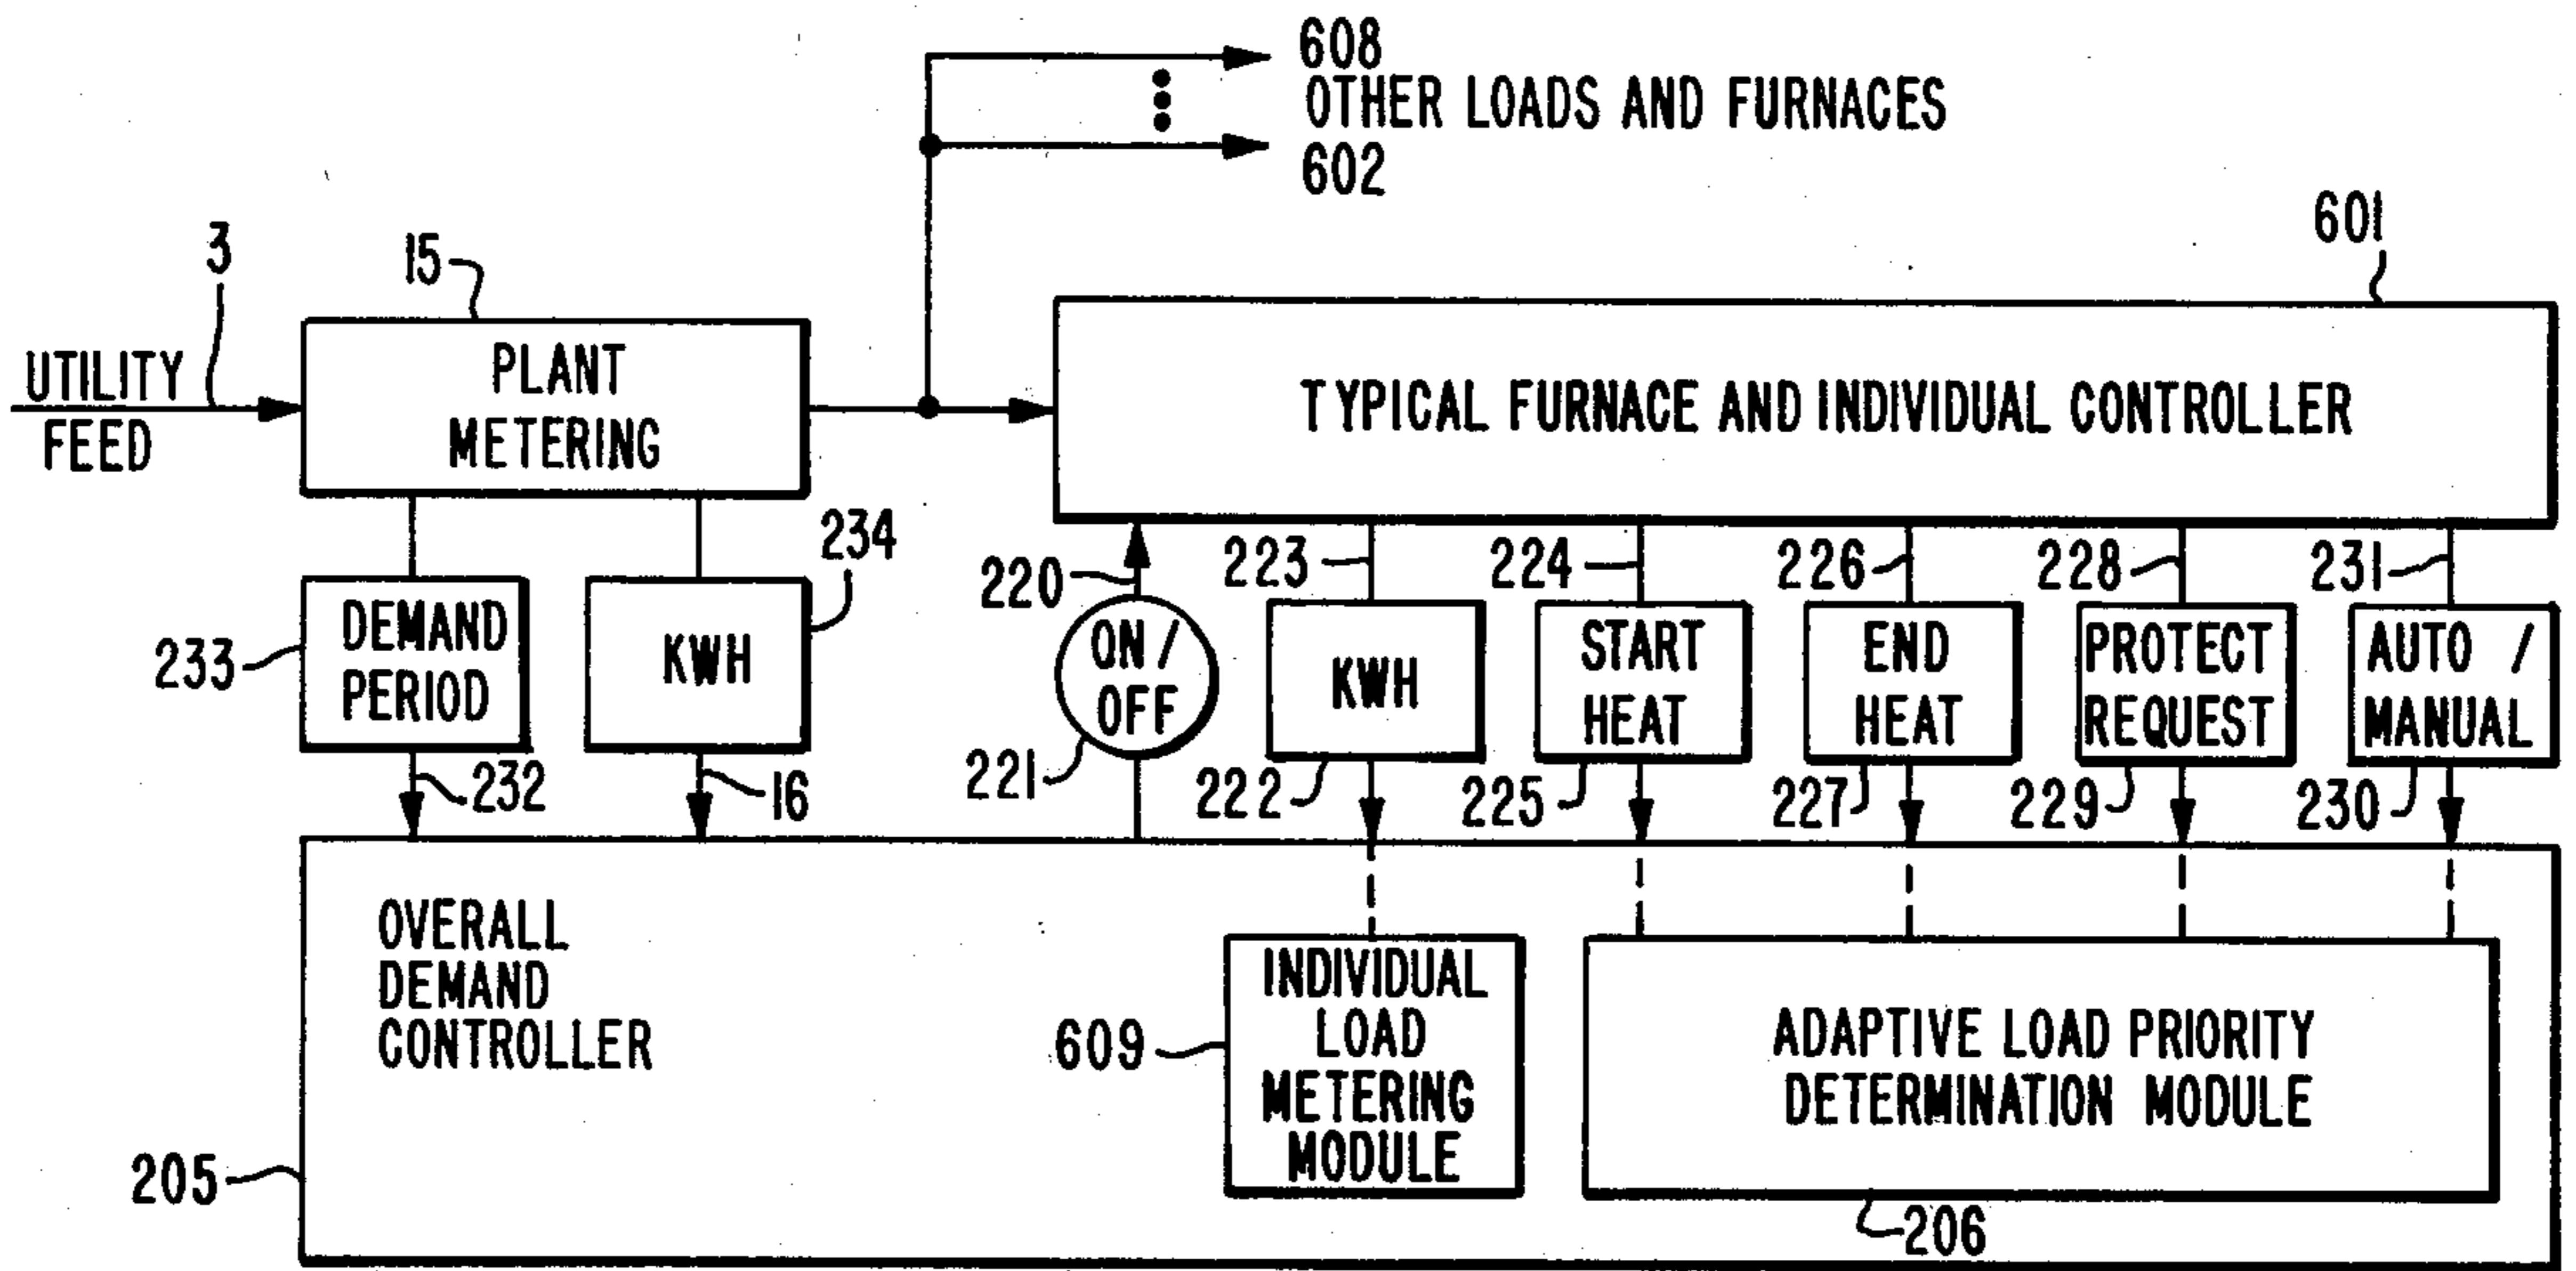 608
OTHER LOADS AND FURNACES
602
601
3
15
UTILITY
FEED
PLANT
METERING
TYPICAL FURNACE AND INDIVIDUAL CONTROLLER
234
220
223
224
226
228
231
233
DEMAND
PERIOD
KWH
ON /
OFF
KWH
START
HEAT
END
HEAT
PROTECT
REQUEST
AUTO /
MANUAL
232
16
221
222
225
227
229
230
OVERALL
DEMAND
CONTROLLER
609
INDIVIDUAL
LOAD
METERING
MODULE
ADAPTIVE LOAD PRIORITY
DETERMINATION MODULE
205
206